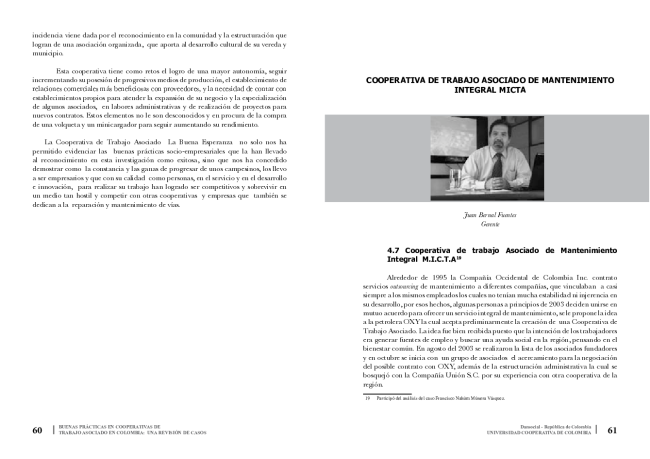 incidencia viene dada por el reconocimiento en la comunidad y la estructuración que
logran de una asociación organizada, que aporta al desarrollo cultural de su vereda y
municipio.
Esta cooperativa tiene como retos el logro de una mayor autonomía, seguir
incrementando su posesión de progresivos medios de producción, el establecimiento de
relaciones comerciales más beneficiosas con proveedores, y la necesidad de contar con
establecimientos propios para atender la expansión de su negocio y la especialización
de algunos asociados, en labores administrativas y de realización de proyectos para
nuevos contratos. Estos elementos no le son desconocidos y en procura de la compra
de una volqueta y un minicargador para seguir aumentando su rendimiento.
La Cooperativa de Trabajo Asociado La Buena Esperanza no solo nos ha
permitido evidenciar las buenas prácticas socio-empresariales que la han llevado
al reconocimiento en esta investigación como exitosa, sino que nos ha concedido
demostrar como la constancia y las ganas de progresar de unos campesinos, los llevo
a ser empresarios y que con su calidad como personas, en el servicio y en el desarrollo
e innovación, para realizar su trabajo han logrado ser competitivos y sobrevivir en
un medio tan hostil y competir con otras cooperativas y empresas que también se
dedican a la reparación y mantenimiento de vías.
60
BUENAS PRÁCTICAS EN COOPERATIVAS DE
TRABAJO ASOCIADO EN COLOMBIA: UNA REVISIÓN DE CASOS
COOPERATIVA DE TRABAJO ASOCIADO DE MANTENIMIENTO
INTEGRAL MICTA
Juan Bernal Fuentes
Gerente
4.7 Cooperativa de trabajo Asociado de Mantenimiento
Integral M.I.C.T.A¹⁹
Alrededor de 1995 la Compañía Occidental de Colombia Inc. contrato
servicios outsourcing de mantenimiento a diferentes compañías, que vinculaban a casi
siempre a los mismos empleados los cuales no tenían mucha estabilidad ni injerencia en
su desarrollo, por esos hechos, algunas personas a principios de 2003 deciden unirse en
mutuo acuerdo para ofrecer un servicio integral de mantenimiento, se le propone la idea
a la petrolera OXY la cual acepta preliminarmente la creación de una Cooperativa de
Trabajo Asociado. La idea fue bien recibida puesto que la intención de los trabajadores
era generar fuentes de empleo y buscar una ayuda social en la región, pensando en el
bienestar común. En agosto del 2003 se realizaron la lista de los asociados fundadores
y en octubre se inicia con un grupo de asociados el acercamiento para la negociación
del posible contrato con OXY, además de la estructuración administrativa la cual se
bosquejó con la Compañía Unión S.C. por su experiencia con otra cooperativa de la
región.
19 Participó del análisis del caso Francisco Nahúm Moreno Vásquez.
Dansocial - República de Colombia
UNIVERSIDAD COOPERATIVA DE COLOMBIA
61